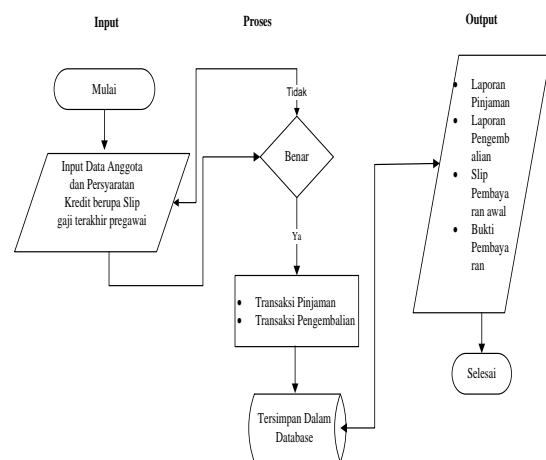 Input
Proses
Output
Mulai
Input Data Anggota
dan Persyaratan
Kredit berupa Slip
gaji terakhir pregawai
Tidak
Benar
Ya
• Transaksi Pinjaman
• Transaksi Pengembalian
Tersimpan Dalam
Database
• Laporan
Pinjaman
• Laporan
Pengemb
alian
• Slip
Pembaya
ran awal
• Bukti
Pembaya
ran
Selesai